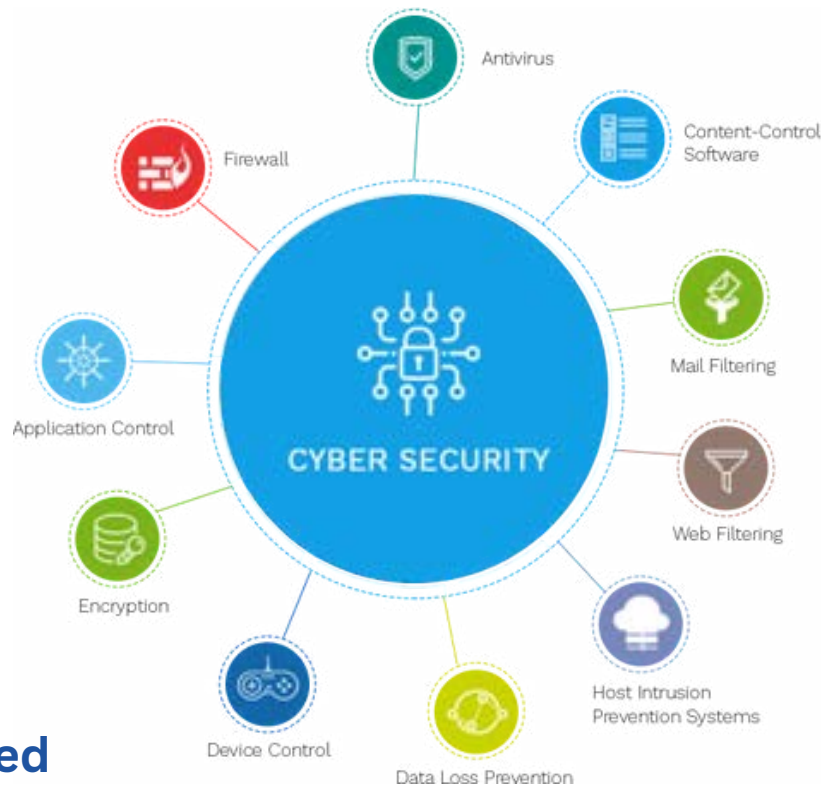 Antivirus
Content-Control
Software
Firewall
Mail Filtering
Application Control
CYBER SECURITY
Web Filtering
Encryption
Host Intrusion
Prevention Systems
Device Control
ed
Data Loss Prevention